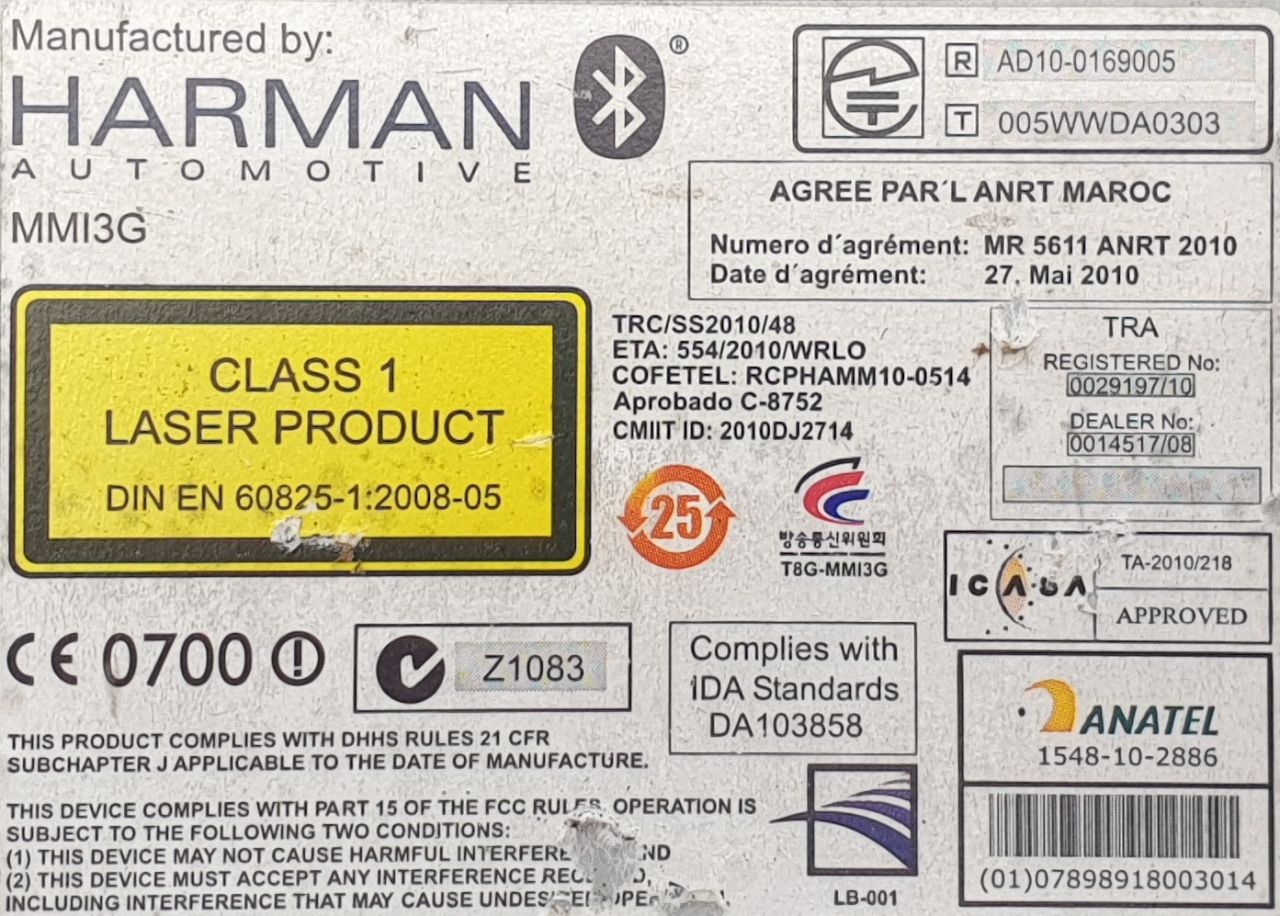 Manufactured by:
HARMAN
AUTOMOTIVE
®
MMI3G
R AD10-0169005
T 005WWDA0303
AGREE PAR´L ANRT MAROC
Numero d´agrément: MR 5611 ANRT 2010
Date d´agrément: 27. Mai 2010
CLASS 1
LASER PRODUCT
DIN EN 60825-1:2008-05
TRC/SS2010/48
ETA: 554/2010/WRLO
COFETEL: RCPHAMM10-0514
Aprobado C-8752
CMIIT ID: 2010DJ2714
TRA
REGISTERED No:
0029197/10
DEALER No:
0014517/08
25
방송통신위원회
T8G-MMI3G
ICASA
TA-2010/218
APPROVED
CE 0700
Z1083
Complies with
IDA Standards
DA103858
ANATEL
1548-10-2886
(01)07898918003014
THIS PRODUCT COMPLIES WITH DHHS RULES 21 CFR
SUBCHAPTER J APPLICABLE TO THE DATE OF MANUFACTURE.
THIS DEVICE COMPLIES WITH PART 15 OF THE FCC RULES. OPERATION IS
SUBJECT TO THE FOLLOWING TWO CONDITIONS:
(1) THIS DEVICE MAY NOT CAUSE HARMFUL
(2) THIS DEVICE MUST ACCEPT ANY INTERFERENCE
INCLUDING INTERFERENCE THAT MAY CAUSE
LB-001